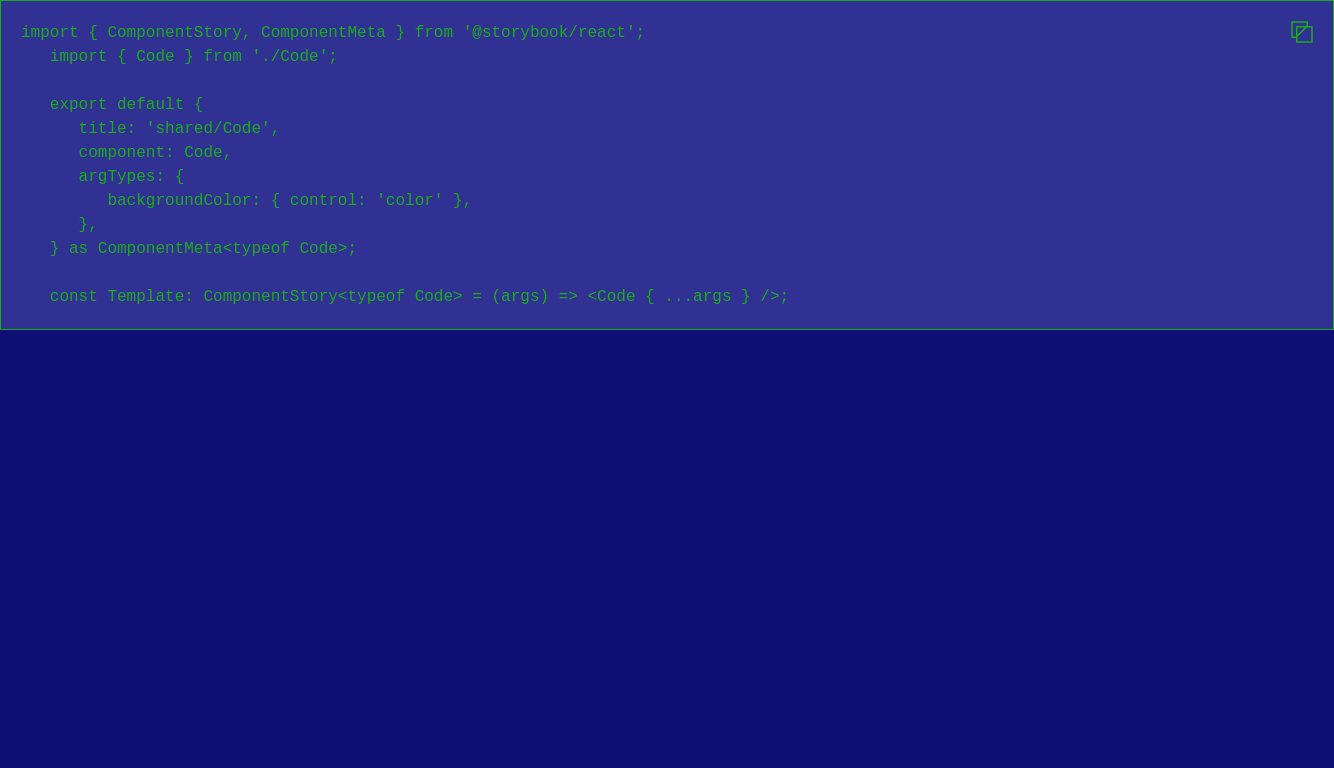 import { ComponentStory, ComponentMeta } from '@storybook/react';
   import { Code } from './Code';

   export default {
      title: 'shared/Code',
      component: Code,
      argTypes: {
         backgroundColor: { control: 'color' },
      },
   } as ComponentMeta<typeof Code>;

   const Template: ComponentStory<typeof Code> = (args) => <Code { ...args } />;